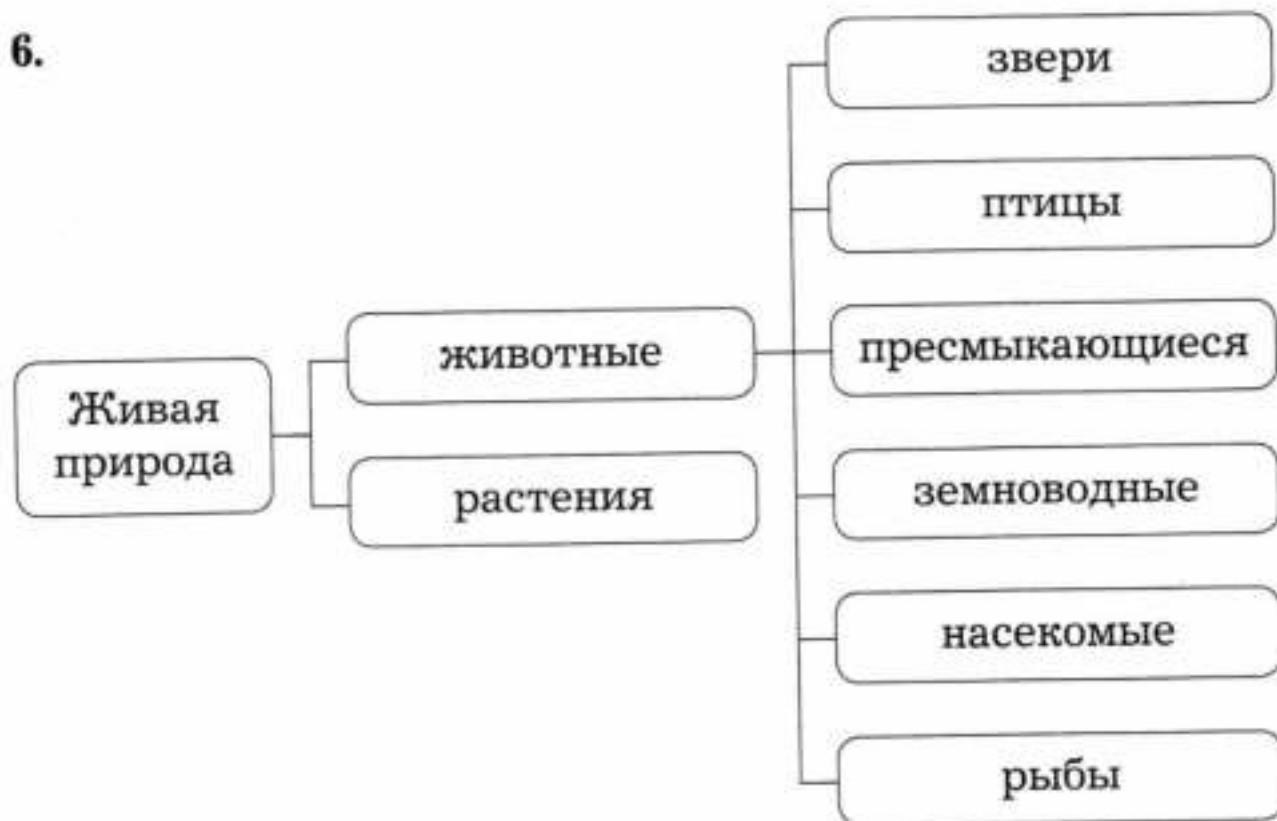 6.
Живая
природа
животные
растения
звери
птицы
пресмыкающиеся
земноводные
насекомые
рыбы